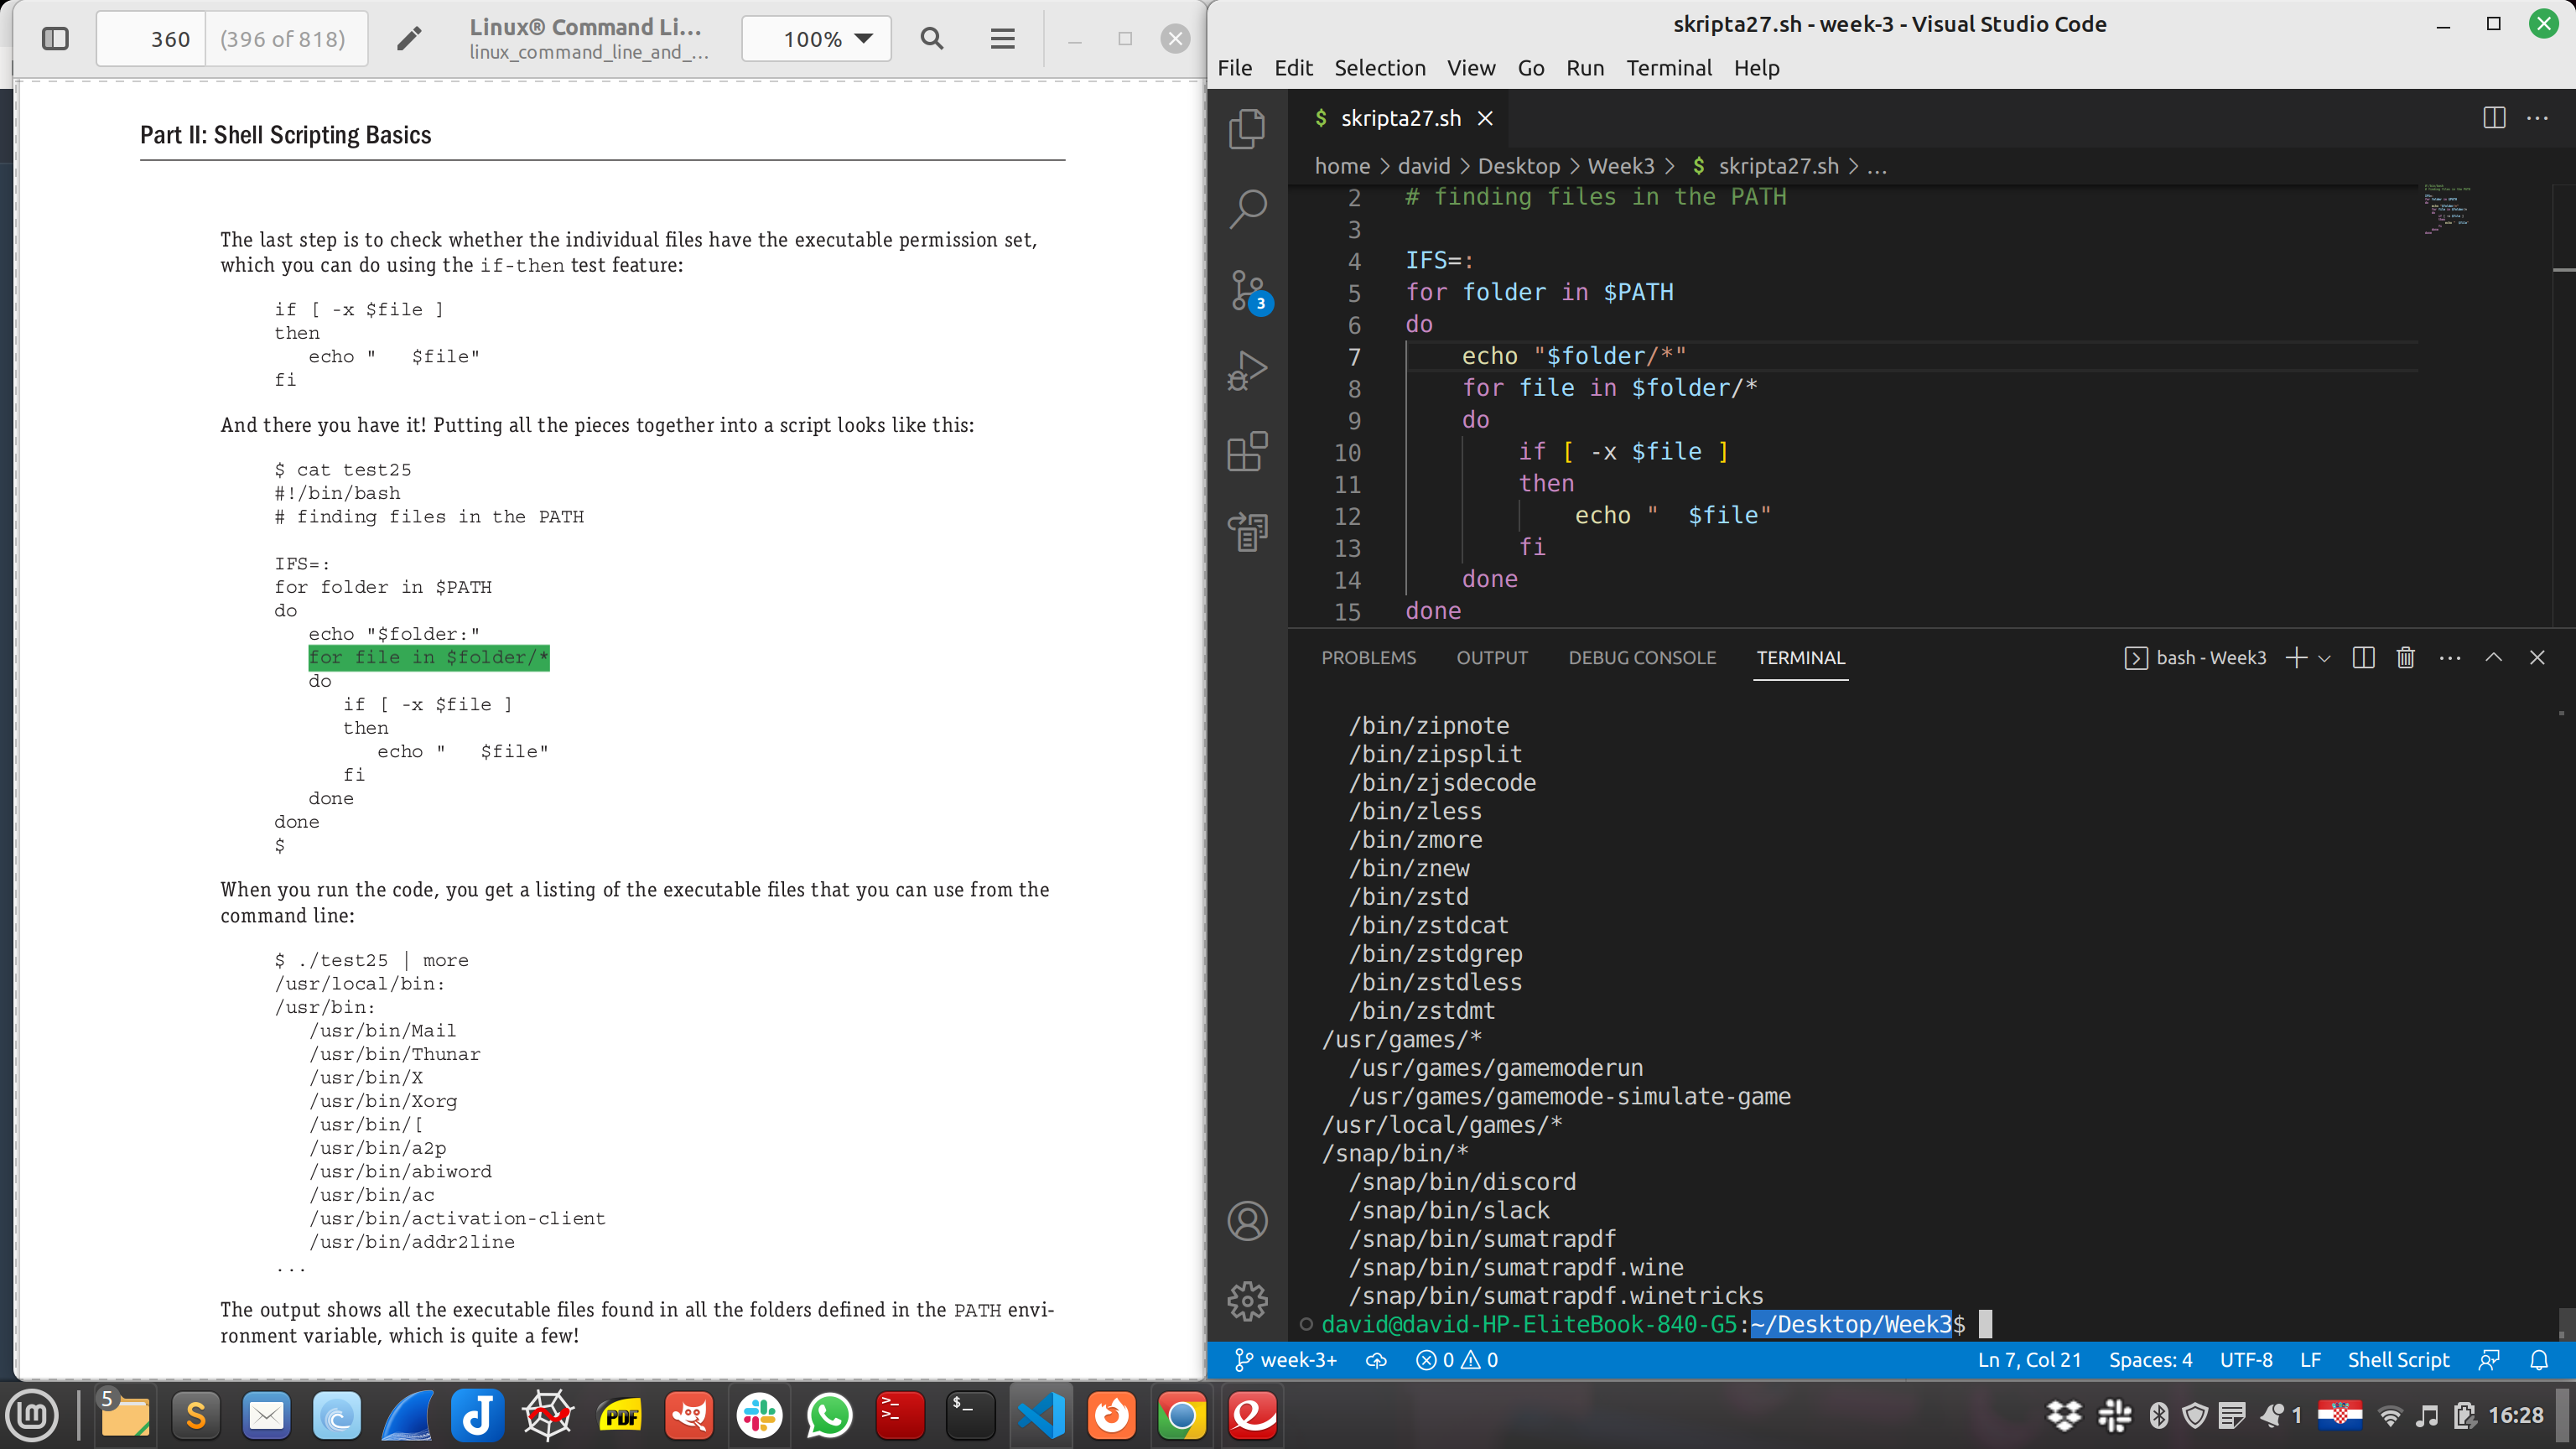 360
(396 of 818)
Linux® Command Li...
linux_command_line_and_...
100%
Part II: Shell Scripting Basics
The last step is to check whether the individual files have the executable permission set,
which you can do using the if-then test feature:
if [ -x $file ]
then
echo "   $file"
fi
And there you have it! Putting all the pieces together into a script looks like this:
$ cat test25
#!/bin/bash
# finding files in the PATH
IFS=:
for folder in $PATH
do
echo "$folder:"
for file in $folder/*
do
if [ -x $file ]
then
echo "   $file"
fi
done
done
$
When you run the code, you get a listing of the executable files that you can use from the
command line:
$ ./test25 | more
/usr/local/bin:
/usr/bin:
/usr/bin/Mail
/usr/bin/Thunar
/usr/bin/X
/usr/bin/Xorg
/usr/bin/[
/usr/bin/a2p
/usr/bin/abiword
/usr/bin/ac
/usr/bin/activation-client
/usr/bin/addr2line
...
The output shows all the executable files found in all the folders defined in the PATH envi-
ronment variable, which is quite a few!
skripta27.sh - week-3 - Visual Studio Code
File Edit Selection View Go Run Terminal Help
$ skripta27.sh
home > david > Desktop > Week3 > $ skripta27.sh > ...
3
2 # finding files in the PATH
3
4 IFS=:
5 for folder in $PATH
6 do
7 echo "$folder/*"
8 for file in $folder/*
9 do
10 if [ -x $file ]
11 then
12 echo "  $file"
13 fi
14 done
15 done
PROBLEMS OUTPUT DEBUG CONSOLE TERMINAL
bash - Week3
/bin/zipnote
/bin/zipsplit
/bin/zjsdecode
/bin/zless
/bin/zmore
/bin/znew
/bin/zstd
/bin/zstdcat
/bin/zstdgrep
/bin/zstdless
/bin/zstdmt
/usr/games/*
/usr/games/gamemoderun
/usr/games/gamemode-simulate-game
/usr/local/games/*
/snap/bin/*
/snap/bin/discord
/snap/bin/slack
/snap/bin/sumatrapdf
/snap/bin/sumatrapdf.wine
/snap/bin/sumatrapdf.winetricks
david@david-HP-EliteBook-840-G5:~/Desktop/Week3$
week-3+ 0 0 Ln 7, Col 21 Spaces: 4 UTF-8 LF Shell Script
5
PDF
$_
1
16:28